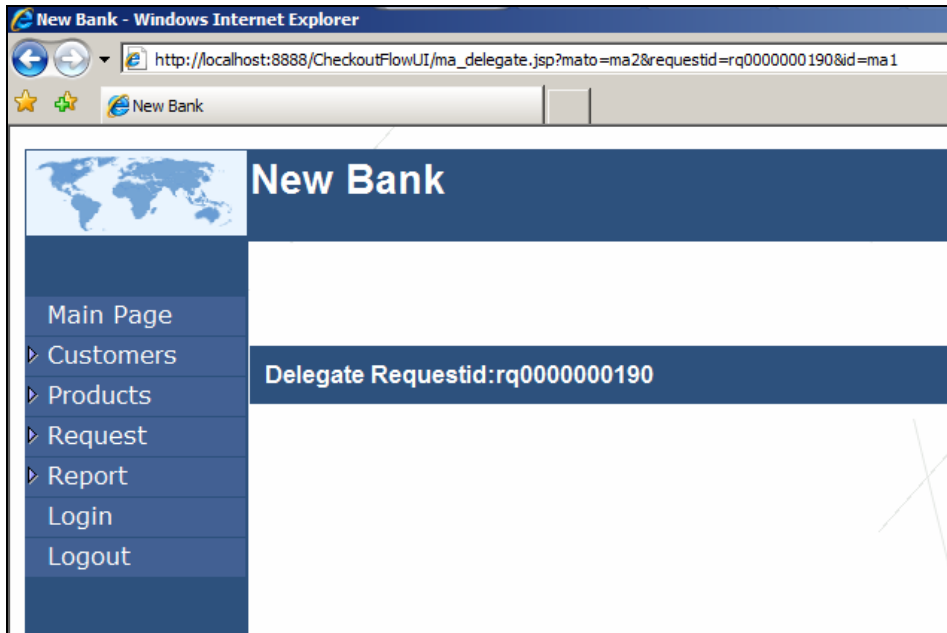 New Bank - Windows Internet Explorer
http://localhost:8888/CheckoutFlowUI/ma_delegate.jsp?mato=ma2&requestid=rq0000000190&id=ma1
New Bank
New Bank
Main Page
Customers
Products
Request
Report
Login
Logout
Delegate Requestid:rq0000000190